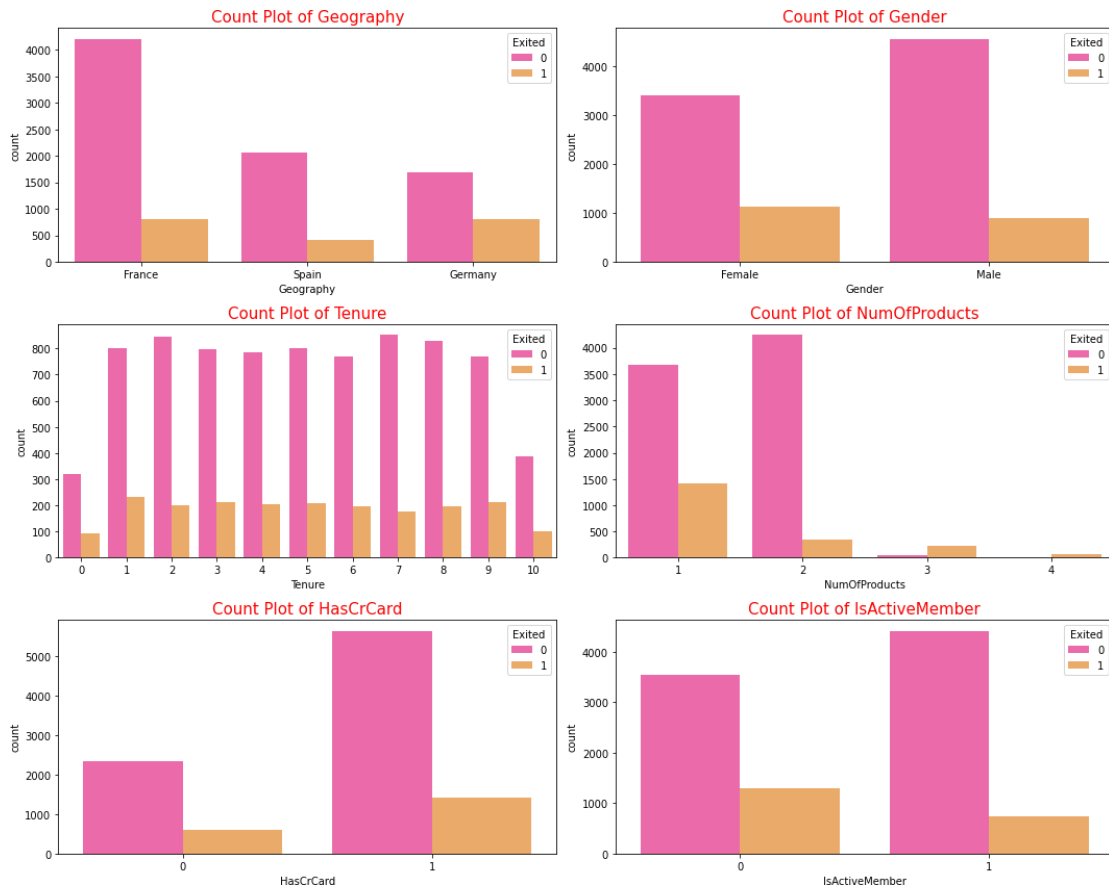 Count Plot of Geography
Exited
0
1
4000
3500
3000
2500
2000
1500
1000
500
0
count
France Spain Germany
Geography
Count Plot of Gender
Exited
0
1
4000
3000
2000
1000
0
count
Female Male
Gender
Count Plot of Tenure
Exited
0
1
800
700
600
500
400
300
200
100
0
count
0 1 2 3 4 5 6 7 8 9 10
Tenure
Count Plot of NumOfProducts
Exited
0
1
4000
3500
3000
2500
2000
1500
1000
500
0
count
1 2 3 4
NumOfProducts
Count Plot of HasCrCard
Exited
0
1
5000
4000
3000
2000
1000
0
count
0 1
HasCrCard
Count Plot of IsActiveMember
Exited
0
1
4000
3000
2000
1000
0
count
0 1
IsActiveMember